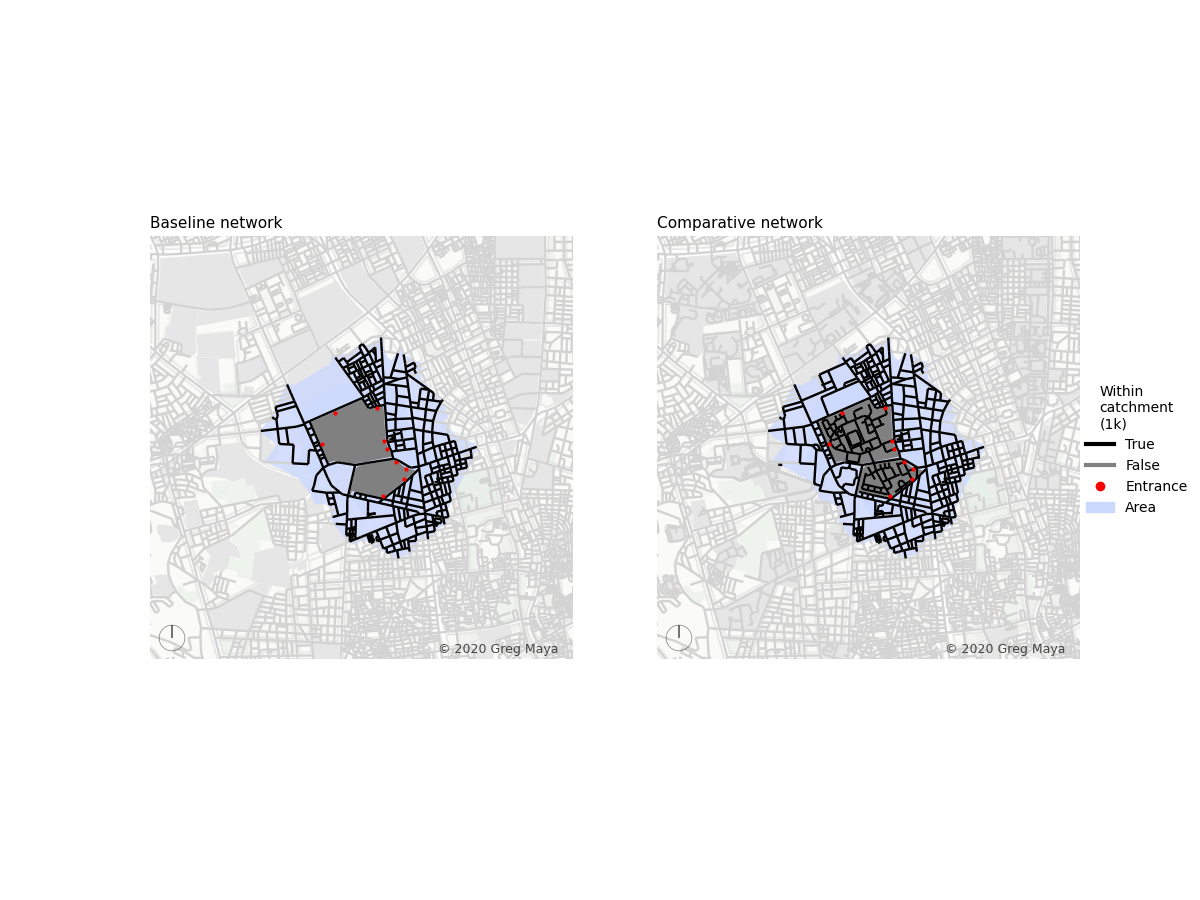 Baseline network
Comparative network
Within
catchment
(1k)
True
False
Entrance
Area
© 2020 Greg Maya
© 2020 Greg Maya